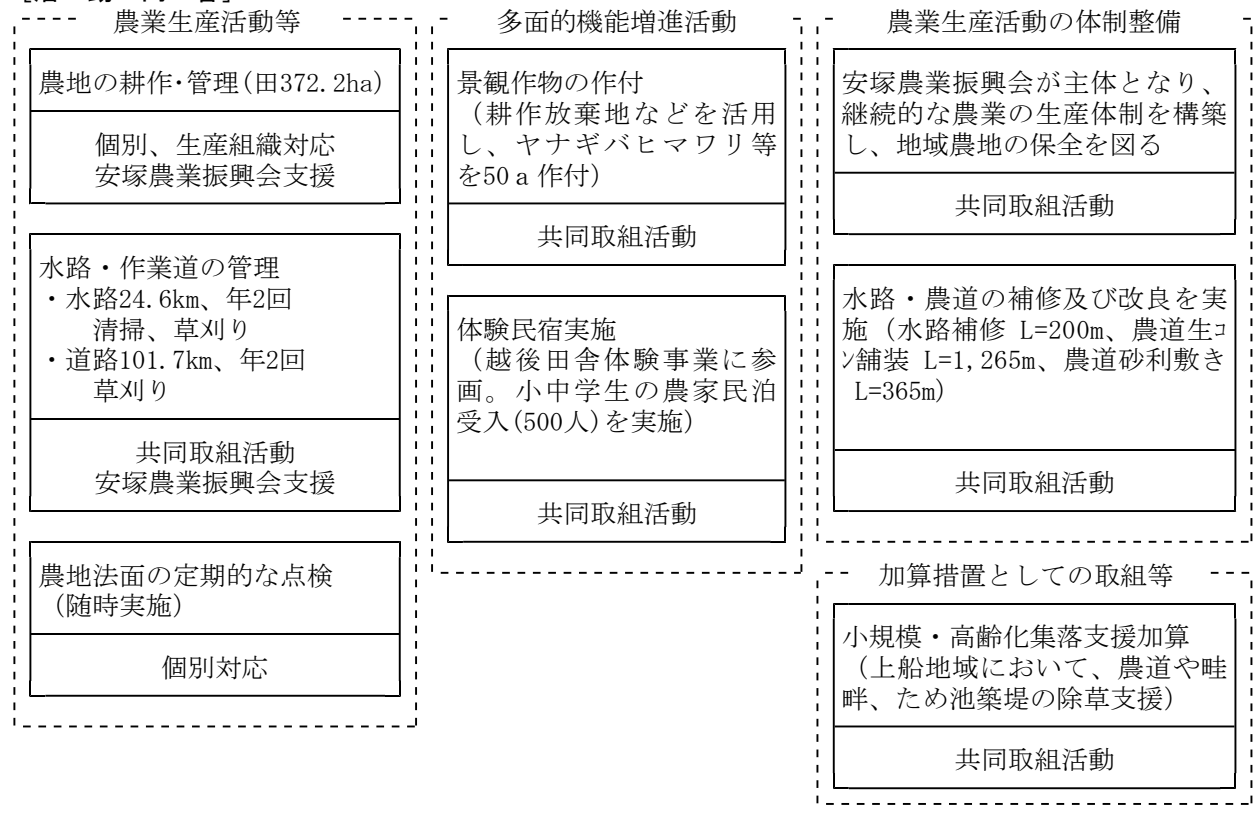 農業生産活動等
農地の耕作・管理(田372.2ha)
個別、生産組織対応
安塚農業振興会支援
水路・作業道の管理
・水路24.6km、年2回
清掃、草刈り
・道路101.7km、年2回
草刈り
共同取組活動
安塚農業振興会支援
農地法面の定期的な点検
（随時実施）
個別対応
多面的機能増進活動
景観作物の作付
（耕作放棄地などを活用
し、ヤナギバヒマワリ等
を50ａ作付）
共同取組活動
体験民宿実施
（越後田舎体験事業に参
画。小中学生の農家民泊
受入(500人)を実施）
共同取組活動
農業生産活動の体制整備
安塚農業振興会が主体となり、
継続的な農業の生産体制を構築
し、地域農地の保全を図る
共同取組活動
水路・農道の補修及び改良を実
施（水路補修 L=200m、農道生ｺ
ﾝ舗装 L=1,265m、農道砂利敷き
L=365m）
共同取組活動
加算措置としての取組等
小規模・高齢化集落支援加算
（上船地域において、農道や畦
畔、ため池築堤の除草支援）
共同取組活動